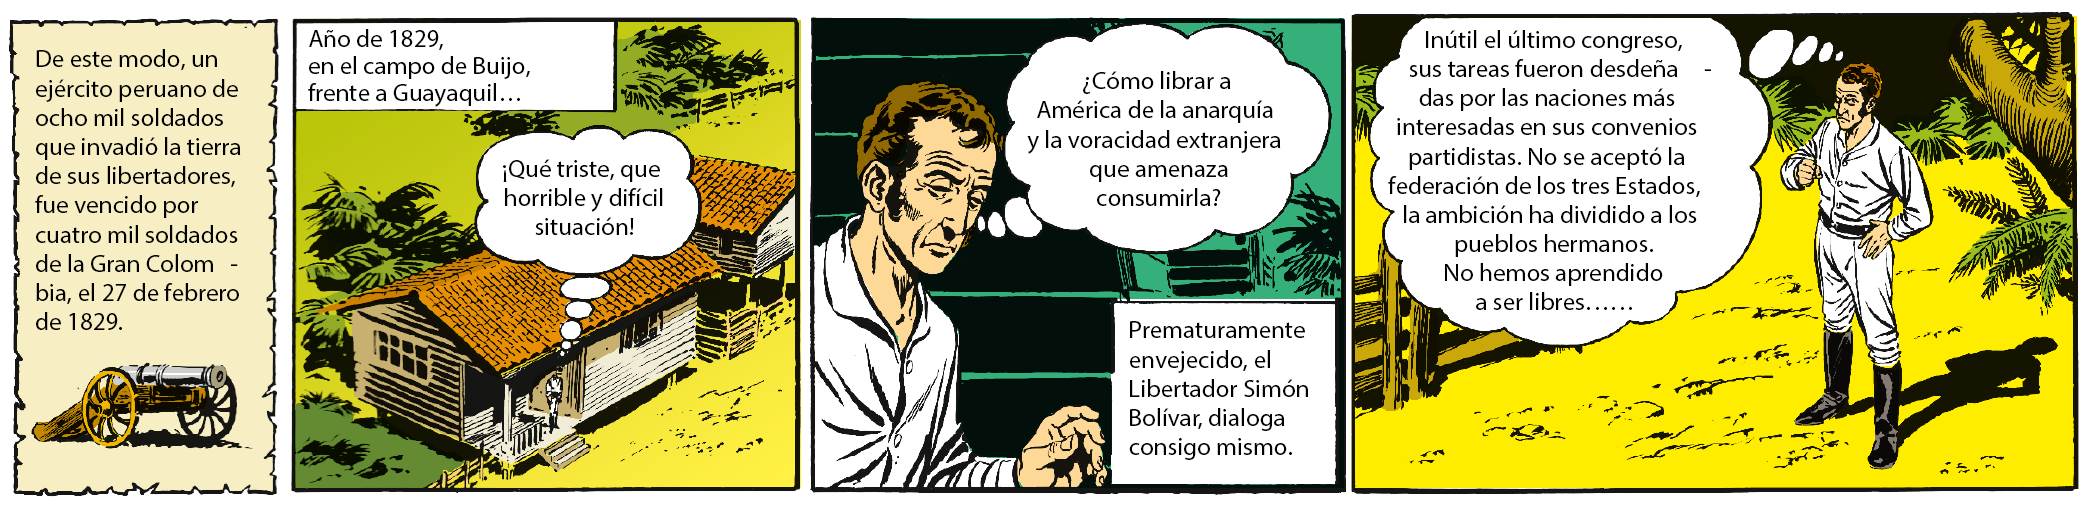 De este modo, un
ejército peruano de
ocho mil soldados
que invadió la tierra
de sus libertadores,
fue vencido por
cuatro mil soldados
de la Gran Colom -
bia, el 27 de febrero
de 1829.
Año de 1829,
en el campo de Buijo,
frente a Guayaquil...
¡Qué triste, que
horrible y difícil
situación!
¿Cómo librar a
América de la anarquía
y la voracidad extranjera
que amenaza
consumirla?
Prematuramente
envejecido, el
Libertador Simón
Bolívar, dialoga
consigo mismo.
Inútil el último congreso,
sus tareas fueron desdeña -
das por las naciones más
interesadas en sus convenios
partidistas. No se aceptó la
federación de los tres Estados,
la ambición ha dividido a los
pueblos hermanos.
No hemos aprendido
a ser libres......